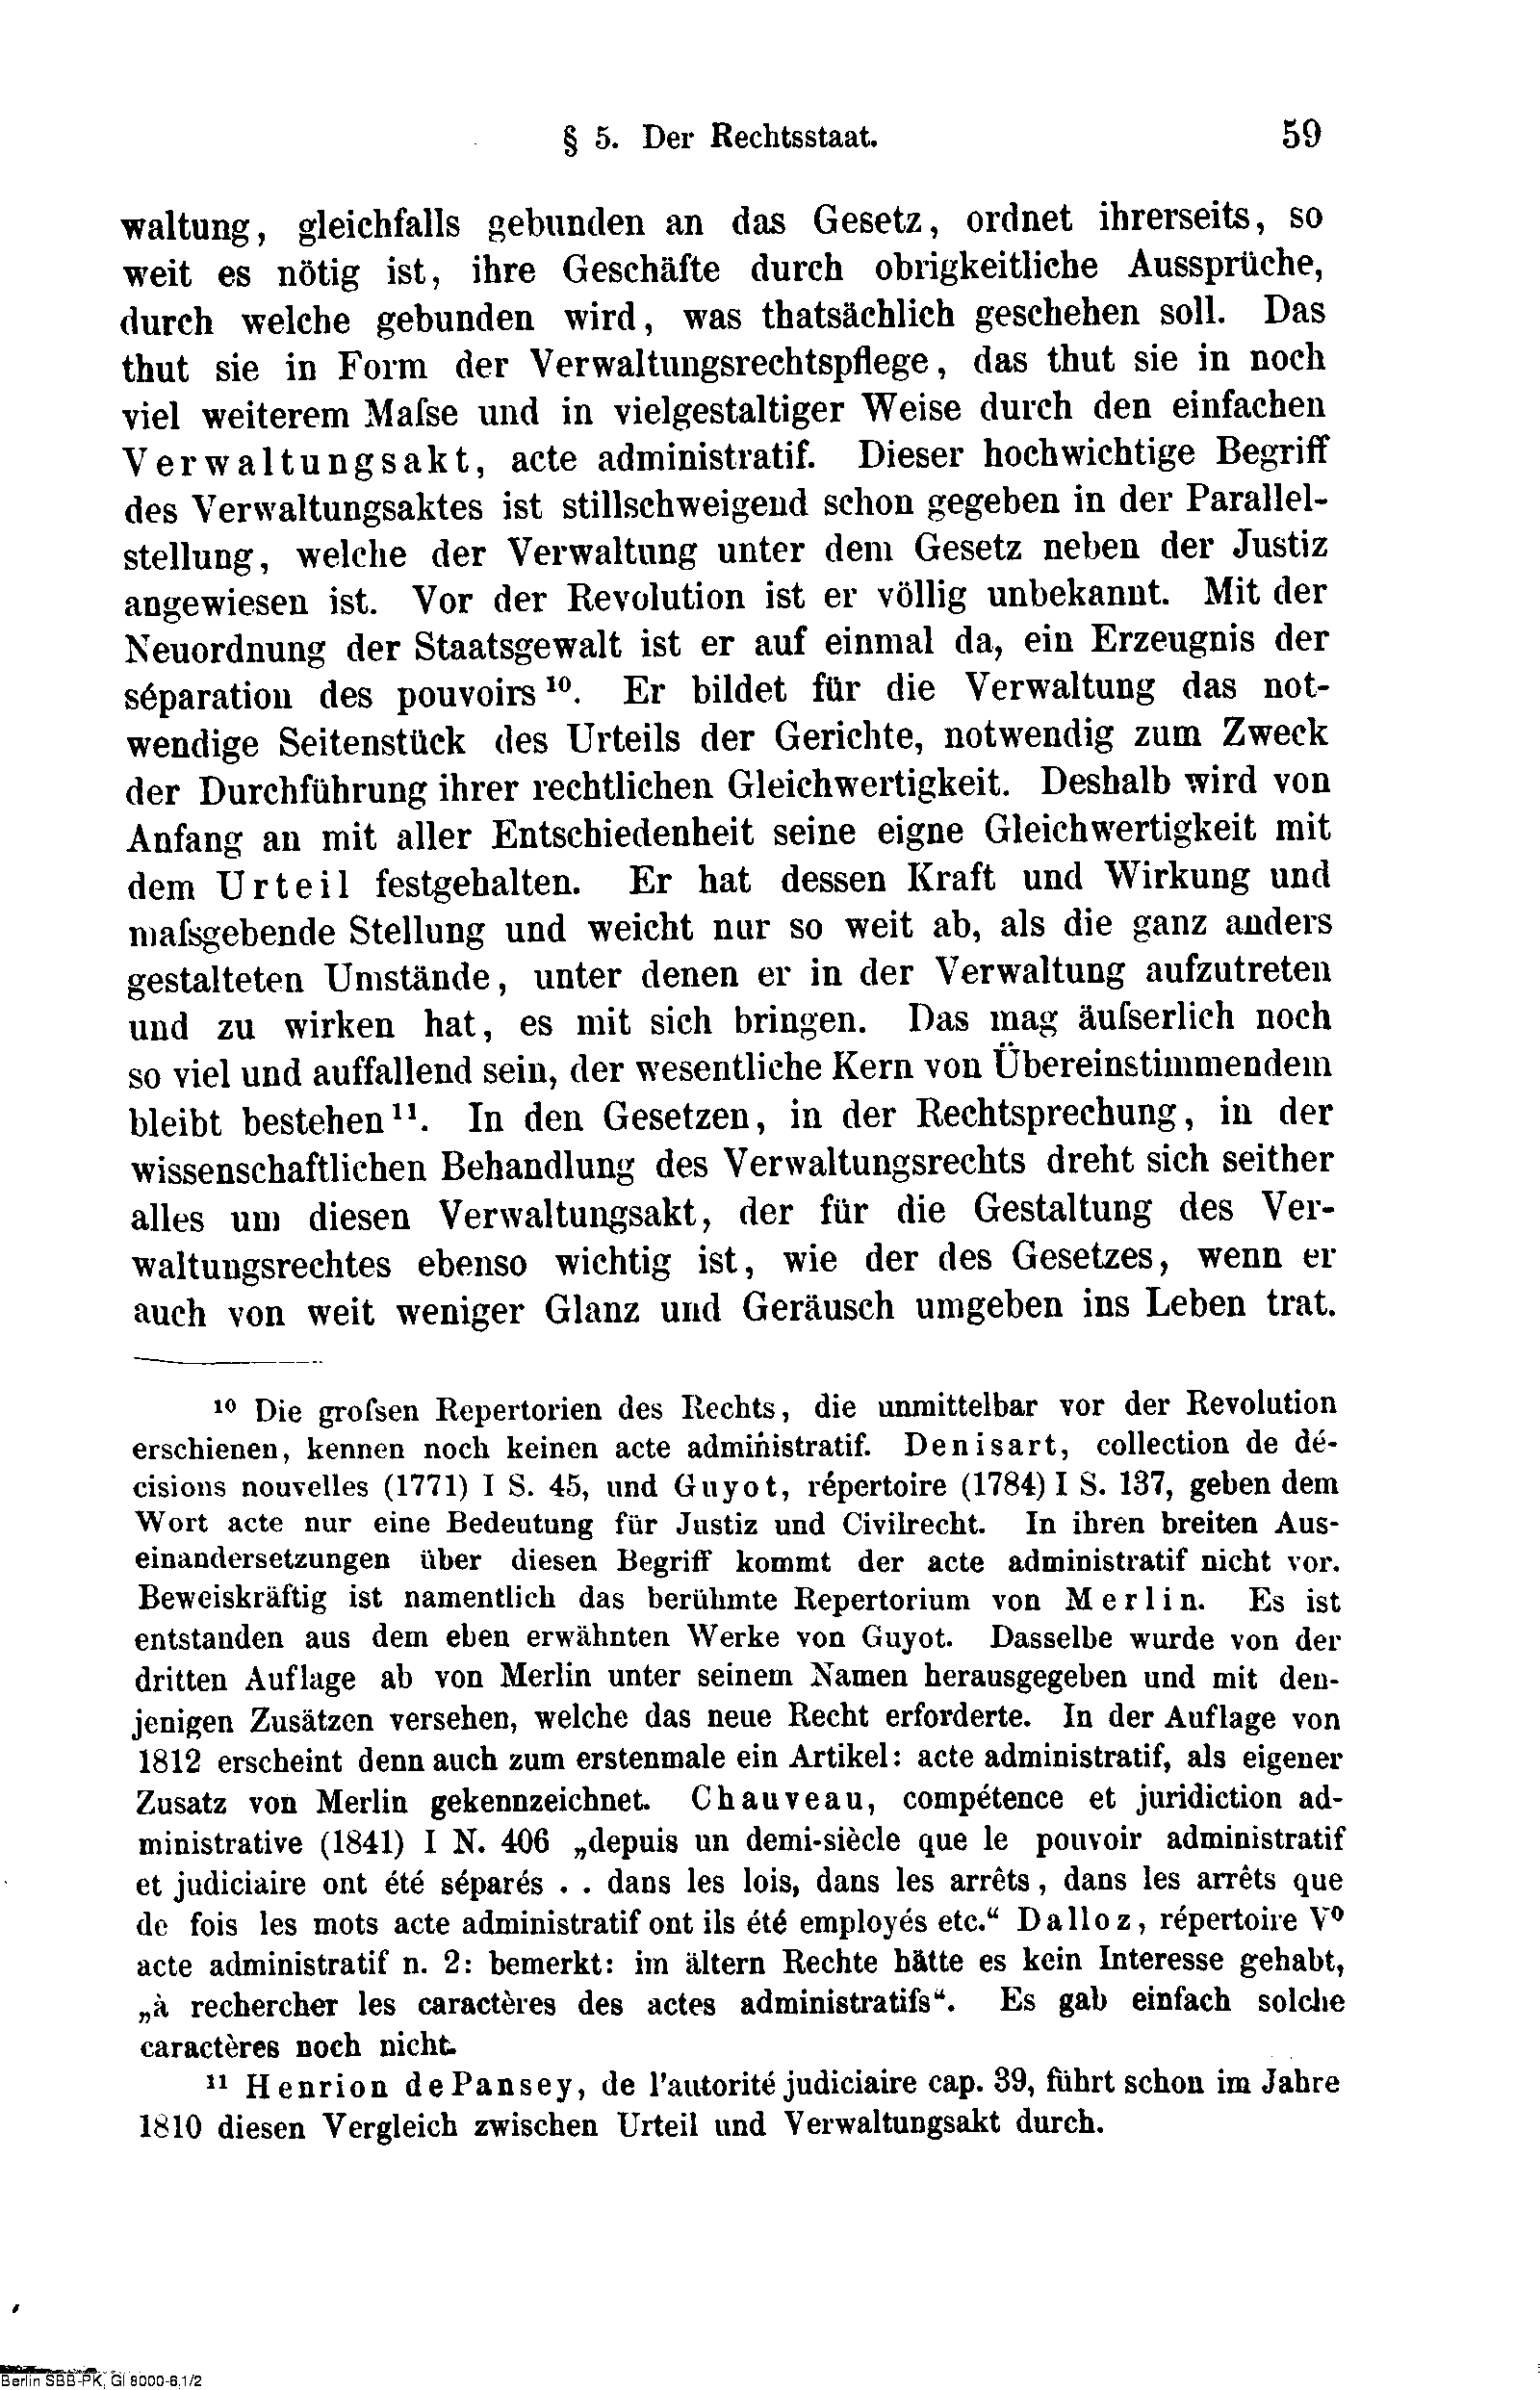 § 5. Der Rechtsstaat. 59
waltung, gleichfalls gebunden an das Gesetz, ordnet ihrerseits, so
weit es nötig ist, ihre Geschäfte durch obrigkeitliche Aussprüche,
durch welche gebunden wird, was thatsächlich geschehen soll. Das
thut sie in Form der Verwaltungsrechtspflege, das thut sie in noch
viel weiterem Maſse und in vielgestaltiger Weise durch den einfachen
Verwaltungsakt, acte administratif. Dieser hochwichtige Begriff
des Verwaltungsaktes ist stillschweigend schon gegeben in der Parallel-
stellung, welche der Verwaltung unter dem Gesetz neben der Justiz
angewiesen ist. Vor der Revolution ist er völlig unbekannt. Mit der
Neuordnung der Staatsgewalt ist er auf einmal da, ein Erzeugnis der
séparation des pouvoirs¹⁰. Er bildet für die Verwaltung das not-
wendige Seitenstück des Urteils der Gerichte, notwendig zum Zweck
der Durchführung ihrer rechtlichen Gleichwertigkeit. Deshalb wird von
Anfang an mit aller Entschiedenheit seine eigne Gleichwertigkeit mit
dem Urteil festgehalten. Er hat dessen Kraft und Wirkung und
maſsgebende Stellung und weicht nur so weit ab, als die ganz anders
gestalteten Umstände, unter denen er in der Verwaltung aufzutreten
und zu wirken hat, es mit sich bringen. Das mag äuſserlich noch
so viel und auffallend sein, der wesentliche Kern von Übereinstimmendem
bleibt bestehen¹¹. In den Gesetzen, in der Rechtsprechung, in der
wissenschaftlichen Behandlung des Verwaltungsrechts dreht sich seither
alles um diesen Verwaltungsakt, der für die Gestaltung des Ver-
waltungsrechtes ebenso wichtig ist, wie der des Gesetzes, wenn er
auch von weit weniger Glanz und Geräusch umgeben ins Leben trat.
¹⁰ Die groſsen Repertorien des Rechts, die unmittelbar vor der Revolution
erschienen, kennen noch keinen acte administratif. Denisart, collection de dé-
cisions nouvelles (1771) I S. 45, und Guyot, répertoire (1784) I S. 137, geben dem
Wort acte nur eine Bedeutung für Justiz und Civilrecht. In ihren breiten Aus-
einandersetzungen über diesen Begriff kommt der acte administratif nicht vor.
Beweiskräftig ist namentlich das berühmte Repertorium von Merlin. Es ist
entstanden aus dem eben erwähnten Werke von Guyot. Dasselbe wurde von der
dritten Auflage ab von Merlin unter seinem Namen herausgegeben und mit den-
jenigen Zusätzen versehen, welche das neue Recht erforderte. In der Auflage von
1812 erscheint denn auch zum erstenmale ein Artikel: acte administratif, als eigener
Zusatz von Merlin gekennzeichnet. Chauveau, compétence et juridiction ad-
ministrative (1841) I N. 406 „depuis un demi-siècle que le pouvoir administratif
et judiciaire ont été séparés . . dans les lois, dans les arrêts, dans les arrêts que
de fois les mots acte administratif ont ils été employés etc.“ Dalloz, répertoire V⁰
acte administratif n. 2: bemerkt: im ältern Rechte hätte es kein Interesse gehabt,
„à rechercher les caractères des actes administratifs“. Es gab einfach solche
caractères noch nicht.
¹¹ Henrion de Pansey, de l'autorité judiciaire cap. 39, führt schon im Jahre
1810 diesen Vergleich zwischen Urteil und Verwaltungsakt durch.
Berlin SBB-PK, Gl 8000-6,1/2